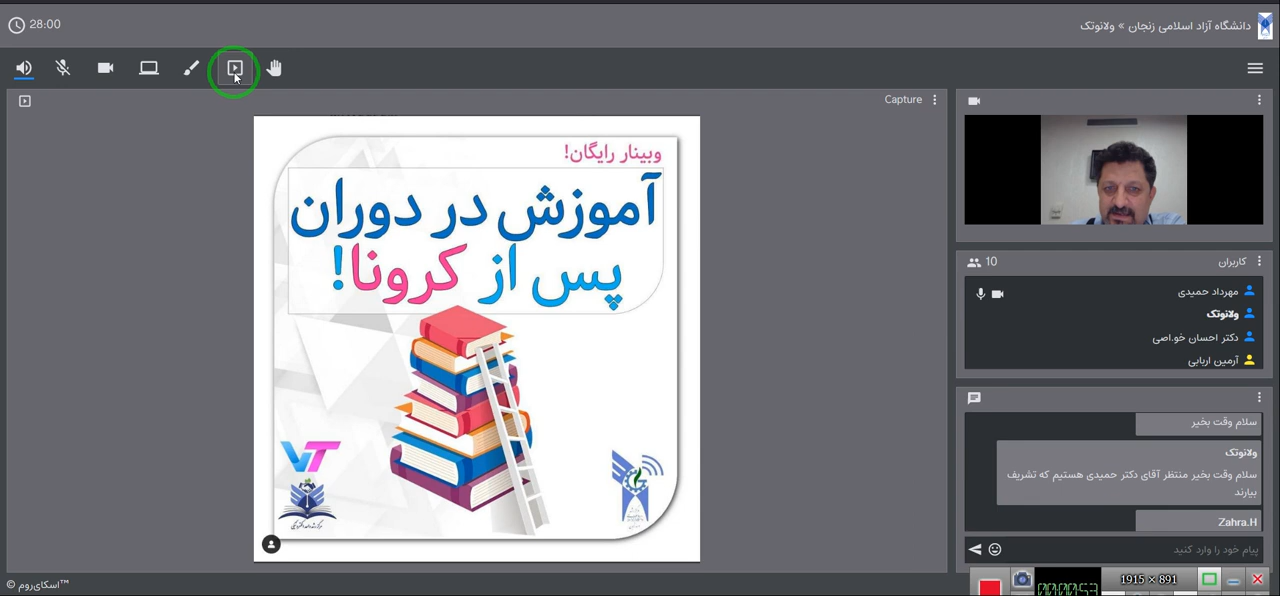 28:00
دانشگاه آزاد اسلامی زنجان » ولانوتک
Capture
وبینار رایگان!
آموزش در دوران
پس از کرونا!
VT
10
کاربران
مهرداد حمیدی
ولانوتک
دکتر احسان خو.اصی
آرمین اربابی
سلام وقت بخیر
ولانوتک
سلام وقت بخیر منتظر آقای دکتر حمیدی هستیم که تشریف
بیارند
Zahra.H
پیام خود را وارد کنید
© اسکای‌روم™
1915 × 891